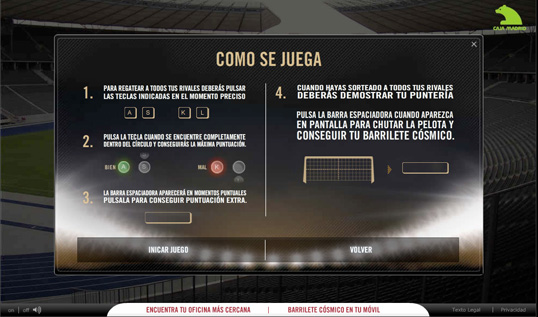 CAJA MADRID
COMO SE JUEGA
1.
PARA REGATEAR A TODOS TUS RIVALES DEBERÁS PULSAR
LAS TECLAS INDICADAS EN EL MOMENTO PRECISO
A S K L
2.
PULSA LA TECLA CUANDO SE ENCUENTRE COMPLETAMENTE
DENTRO DEL CÍRCULO Y CONSEGUIRÁS LA MÁXIMA PUNTUACIÓN.
BIEN A MAL K
3.
LA BARRA ESPACIADORA APARECERÁ EN MOMENTOS PUNTUALES
PULSALA PARA CONSEGUIR PUNTUACIÓN EXTRA.
4.
CUANDO HAYAS SORTEADO A TODOS TUS RIVALES
DEBERÁS DEMOSTRAR TU PUNTERÍA
PULSA LA BARRA ESPACIADORA CUANDO APAREZCA
EN PANTALLA PARA CHUTAR LA PELOTA Y
CONSEGUIR TU BARRILETE CÓSMICO.
INICAR JUEGO
VOLVER
on | off
ENCUENTRA TU OFICINA MÁS CERCANA | BARRILETE CÓSMICO EN TU MÓVIL
Texto Legal | Privacidad